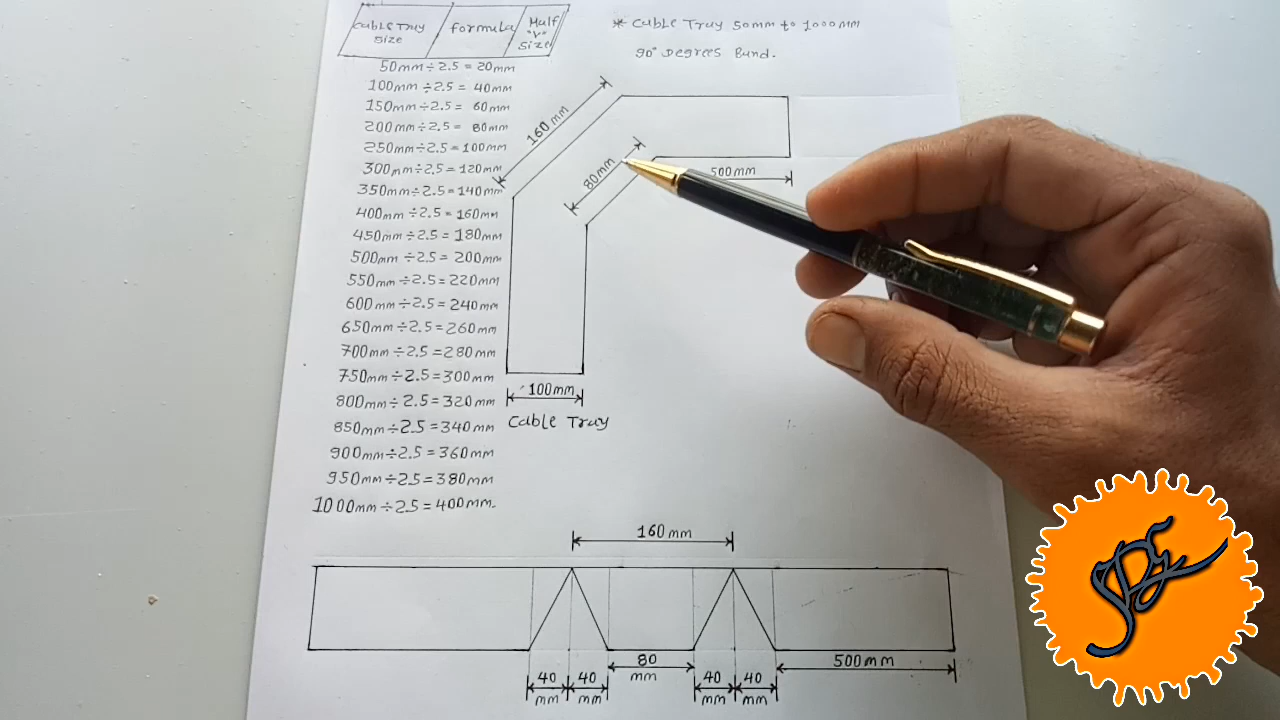 Cable Tray Size
Formula
Half "V" Size
* Cable Tray 50mm to 1000mm
90° Degrees Bund.
50mm ÷ 2.5 = 20mm
100mm ÷ 2.5 = 40mm
150mm ÷ 2.5 = 60mm
200mm ÷ 2.5 = 80mm
250mm ÷ 2.5 = 100mm
300mm ÷ 2.5 = 120mm
350mm ÷ 2.5 = 140mm
400mm ÷ 2.5 = 160mm
450mm ÷ 2.5 = 180mm
500mm ÷ 2.5 = 200mm
550mm ÷ 2.5 = 220mm
600mm ÷ 2.5 = 240mm
650mm ÷ 2.5 = 260mm
700mm ÷ 2.5 = 280mm
750mm ÷ 2.5 = 300mm
800mm ÷ 2.5 = 320mm
850mm ÷ 2.5 = 340mm
900mm ÷ 2.5 = 360mm
950mm ÷ 2.5 = 380mm
1000mm ÷ 2.5 = 400mm.
160mm
80mm
500mm
100mm
Cable Tray
160mm
40 mm
40 mm
80 mm
40 mm
40 mm
500mm